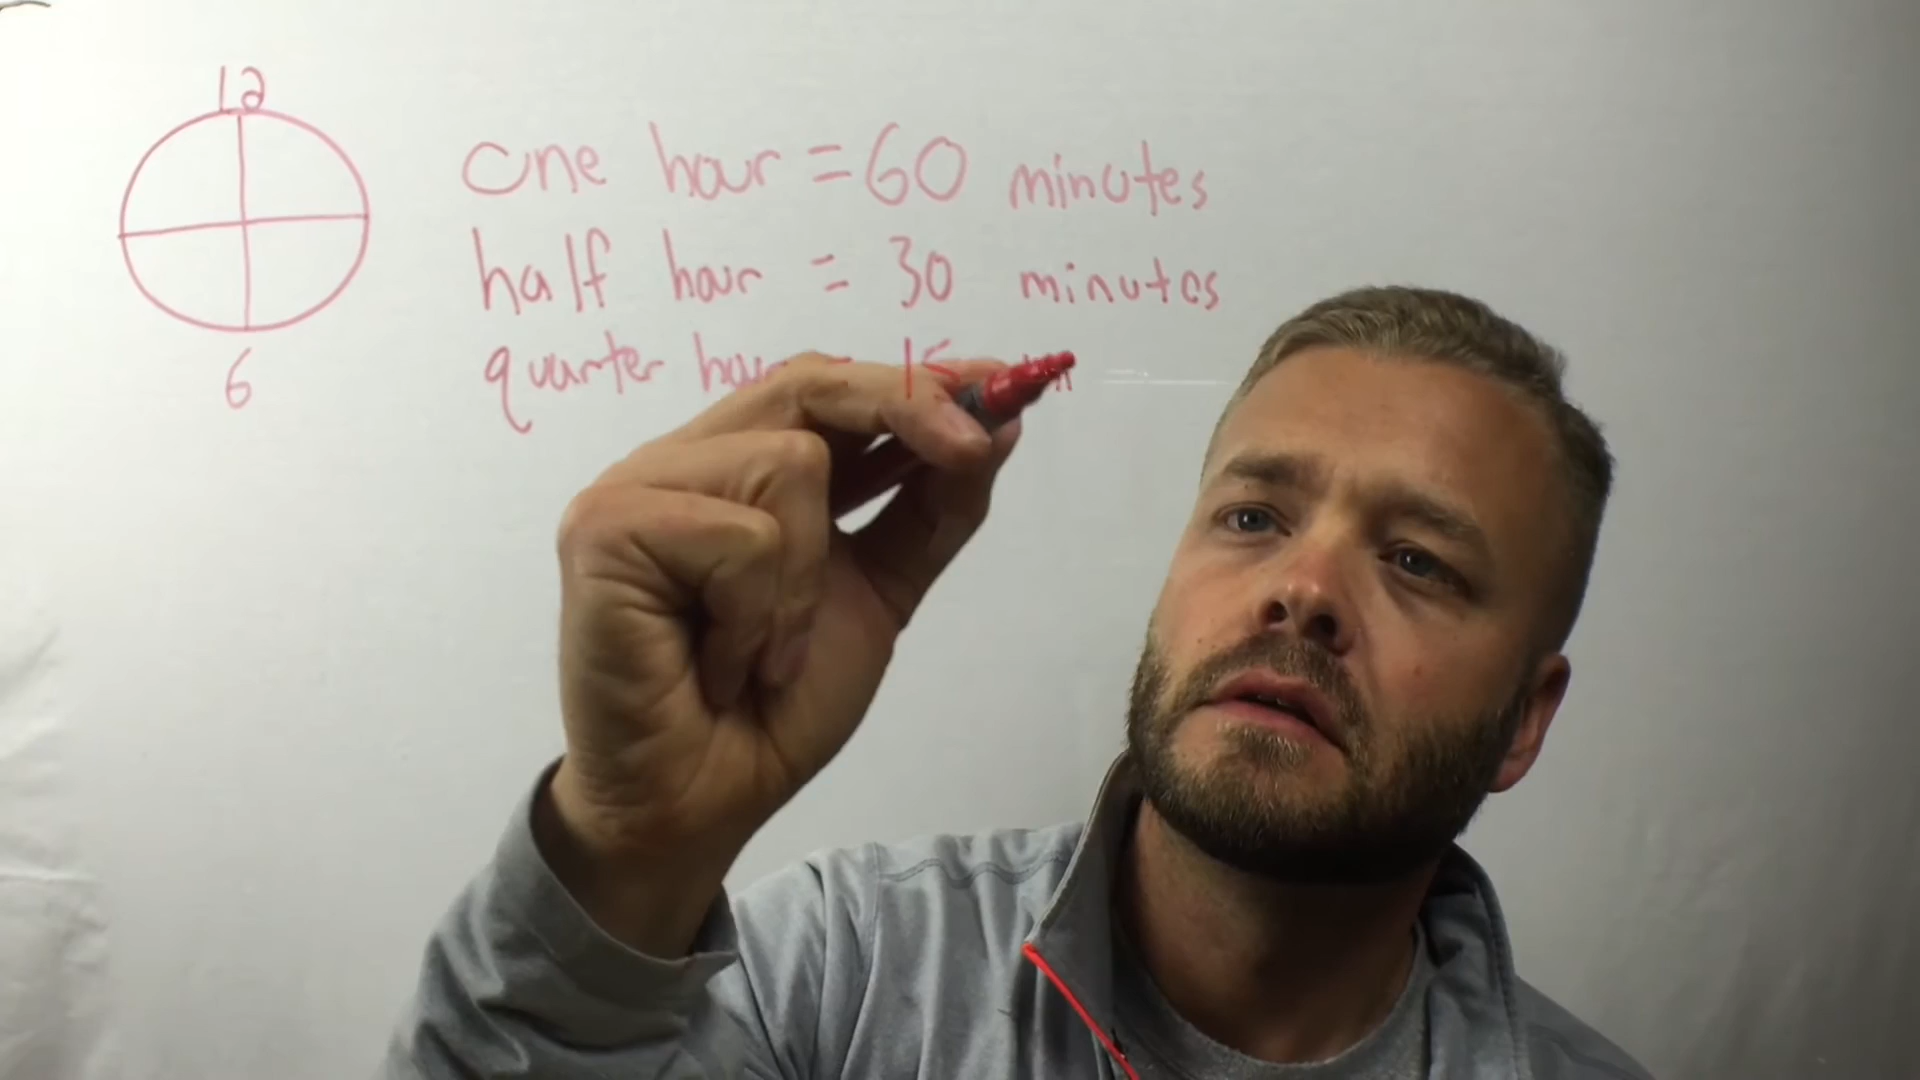 12
6
one hour = 60 minutes
half hour = 30 minutes
quarter hour = 15